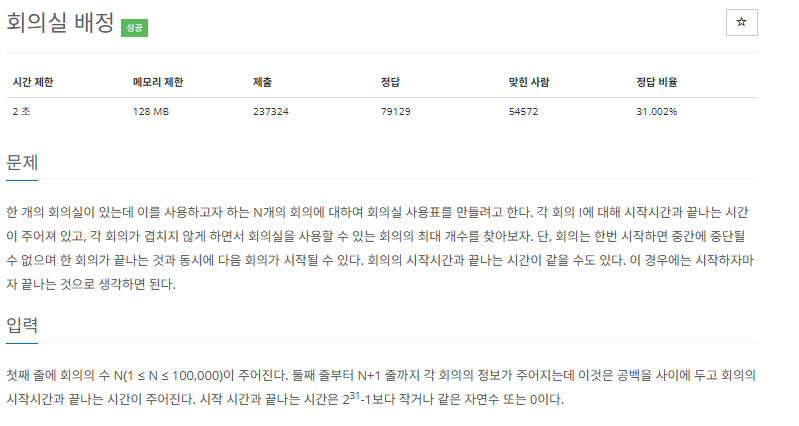 회의실 배정 성공
☆
시간 제한 메모리 제한 제출 정답 맞힌 사람 정답 비율
2 초 128 MB 237324 79129 54572 31.002%
문제
한 개의 회의실이 있는데 이를 사용하고자 하는 N개의 회의에 대하여 회의실 사용표를 만들려고 한다. 각 회의 I에 대해 시작시간과 끝나는 시간
이 주어져 있고, 각 회의가 겹치지 않게 하면서 회의실을 사용할 수 있는 회의의 최대 개수를 찾아보자. 단, 회의는 한번 시작하면 중간에 중단될
수 없으며 한 회의가 끝나는 것과 동시에 다음 회의가 시작될 수 있다. 회의의 시작시간과 끝나는 시간이 같을 수도 있다. 이 경우에는 시작하자마
자 끝나는 것으로 생각하면 된다.
입력
첫째 줄에 회의의 수 N(1 ≤ N ≤ 100,000)이 주어진다. 둘째 줄부터 N+1 줄까지 각 회의의 정보가 주어지는데 이것은 공백을 사이에 두고 회의의
시작시간과 끝나는 시간이 주어진다. 시작 시간과 끝나는 시간은 2³¹-1보다 작거나 같은 자연수 또는 0이다.